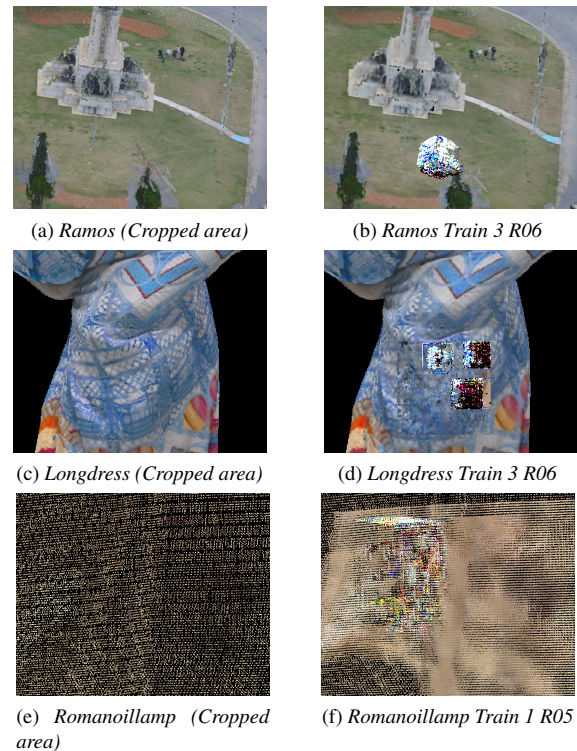 (a) Ramos (Cropped area)
(b) Ramos Train 3 R06
(c) Longdress (Cropped area)
(d) Longdress Train 3 R06
(e) Romanoillamp (Cropped
area)
(f) Romanoillamp Train 1 R05